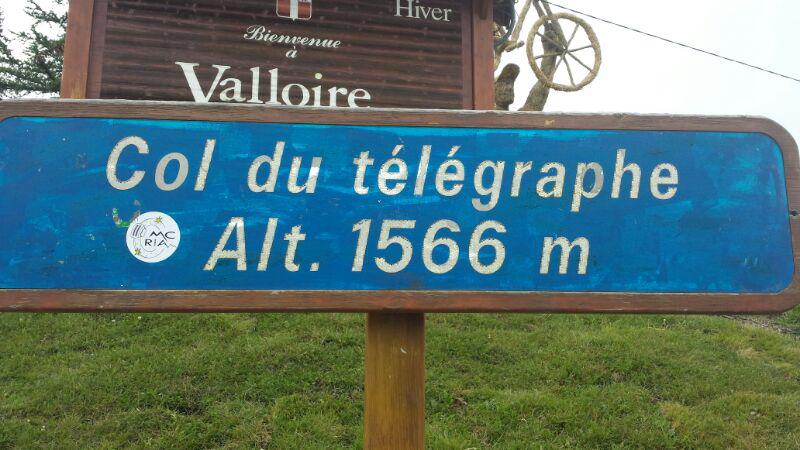 Hiver
Bienvenue
à
Valloire
Col du télégraphe
Alt. 1566 m
MC
RIA